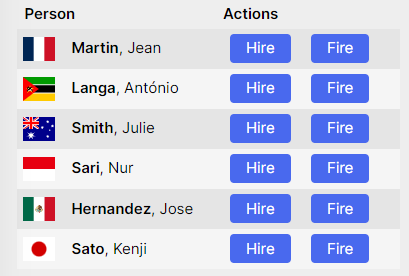 Person Actions
Martin, Jean Hire Fire
Langa, António Hire Fire
Smith, Julie Hire Fire
Sari, Nur Hire Fire
Hernandez, Jose Hire Fire
Sato, Kenji Hire Fire